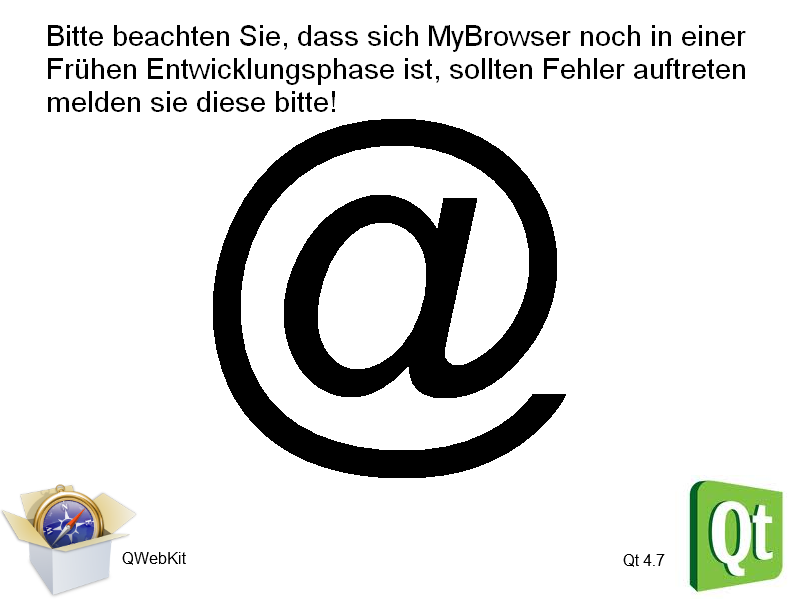 Bitte beachten Sie, dass sich MyBrowser noch in einer
Frühen Entwicklungsphase ist, sollten Fehler auftreten
melden sie diese bitte!
@
QWebKit
Qt 4.7
Qt